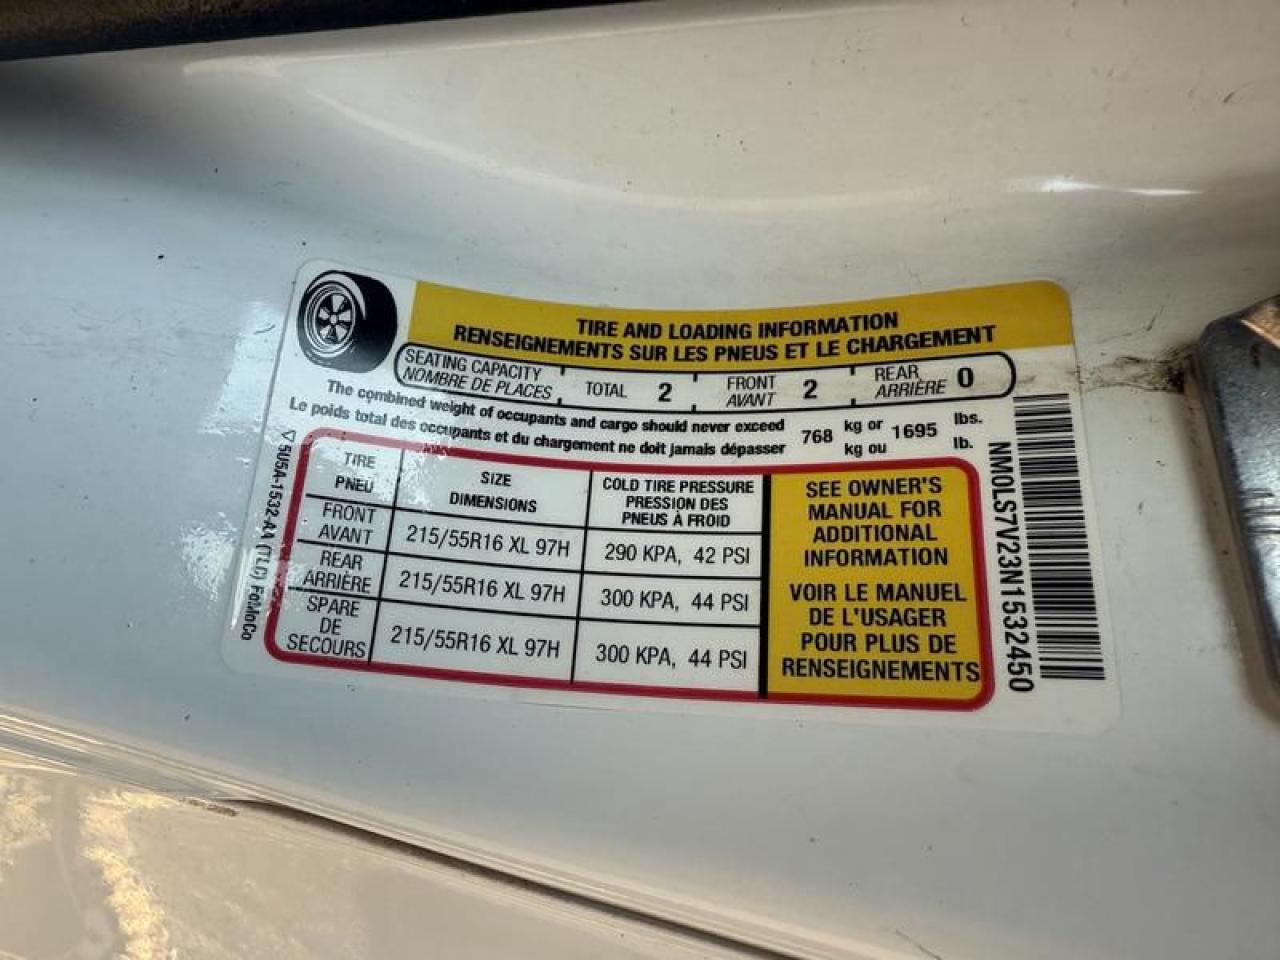 TIRE AND LOADING INFORMATION
RENSEIGNEMENTS SUR LES PNEUS ET LE CHARGEMENT
SEATING CAPACITY
NOMBRE DE PLACES
TOTAL 2
FRONT
AVANT 2
REAR
ARRIÈRE 0
The combined weight of occupants and cargo should never exceed 768 kg or 1695 lbs.
Le poids total des occupants et du chargement ne doit jamais dépasser kg ou lb.
TIRE
PNEU
SIZE
DIMENSIONS
COLD TIRE PRESSURE
PRESSION DES
PNEUS À FROID
FRONT
AVANT
215/55R16 XL 97H
290 KPA, 42 PSI
REAR
ARRIÈRE
215/55R16 XL 97H
300 KPA, 44 PSI
SPARE
DE
SECOURS
215/55R16 XL 97H
300 KPA, 44 PSI
SEE OWNER'S
MANUAL FOR
ADDITIONAL
INFORMATION
VOIR LE MANUEL
DE L'USAGER
POUR PLUS DE
RENSEIGNEMENTS
NM0LS7V23N1532450
5U5A-1532-AA (TLC) FoMoCo